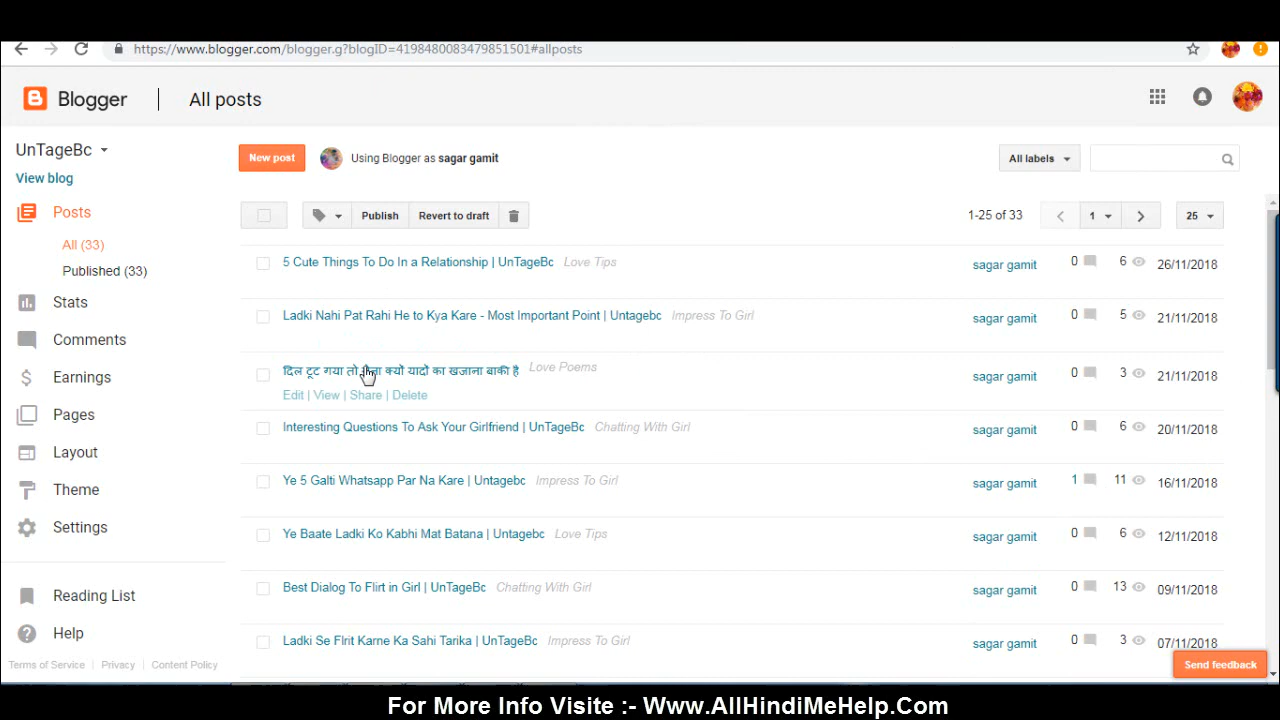 https://www.blogger.com/blogger.g?blogID=4198480083479851501#allposts
Blogger | All posts
UnTageBc
View blog
New post
Using Blogger as sagar gamit
All labels
Posts
All (33)
Published (33)
Stats
Comments
Earnings
Pages
Layout
Theme
Settings
Reading List
Help
Terms of Service | Privacy | Content Policy
Publish Revert to draft 1-25 of 33 1 25
5 Cute Things To Do In a Relationship | UnTageBc Love Tips sagar gamit 0 6 26/11/2018
Ladki Nahi Pat Rahi He to Kya Kare - Most Important Point | Untagebc Impress To Girl sagar gamit 0 5 21/11/2018
दिल टूट गया तो क्यों यादों का खजाना बाकी है Love Poems sagar gamit 0 3 21/11/2018
Edit | View | Share | Delete
Interesting Questions To Ask Your Girlfriend | UnTageBc Chatting With Girl sagar gamit 0 6 20/11/2018
Ye 5 Galti Whatsapp Par Na Kare | Untagebc Impress To Girl sagar gamit 1 11 16/11/2018
Ye Baate Ladki Ko Kabhi Mat Batana | Untagebc Love Tips sagar gamit 0 6 12/11/2018
Best Dialog To Flirt in Girl | UnTageBc Chatting With Girl sagar gamit 0 13 09/11/2018
Ladki Se Flrit Karne Ka Sahi Tarika | UnTageBc Impress To Girl sagar gamit 0 3 07/11/2018
Send feedback
For More Info Visite :- Www.AllHindiMeHelp.Com